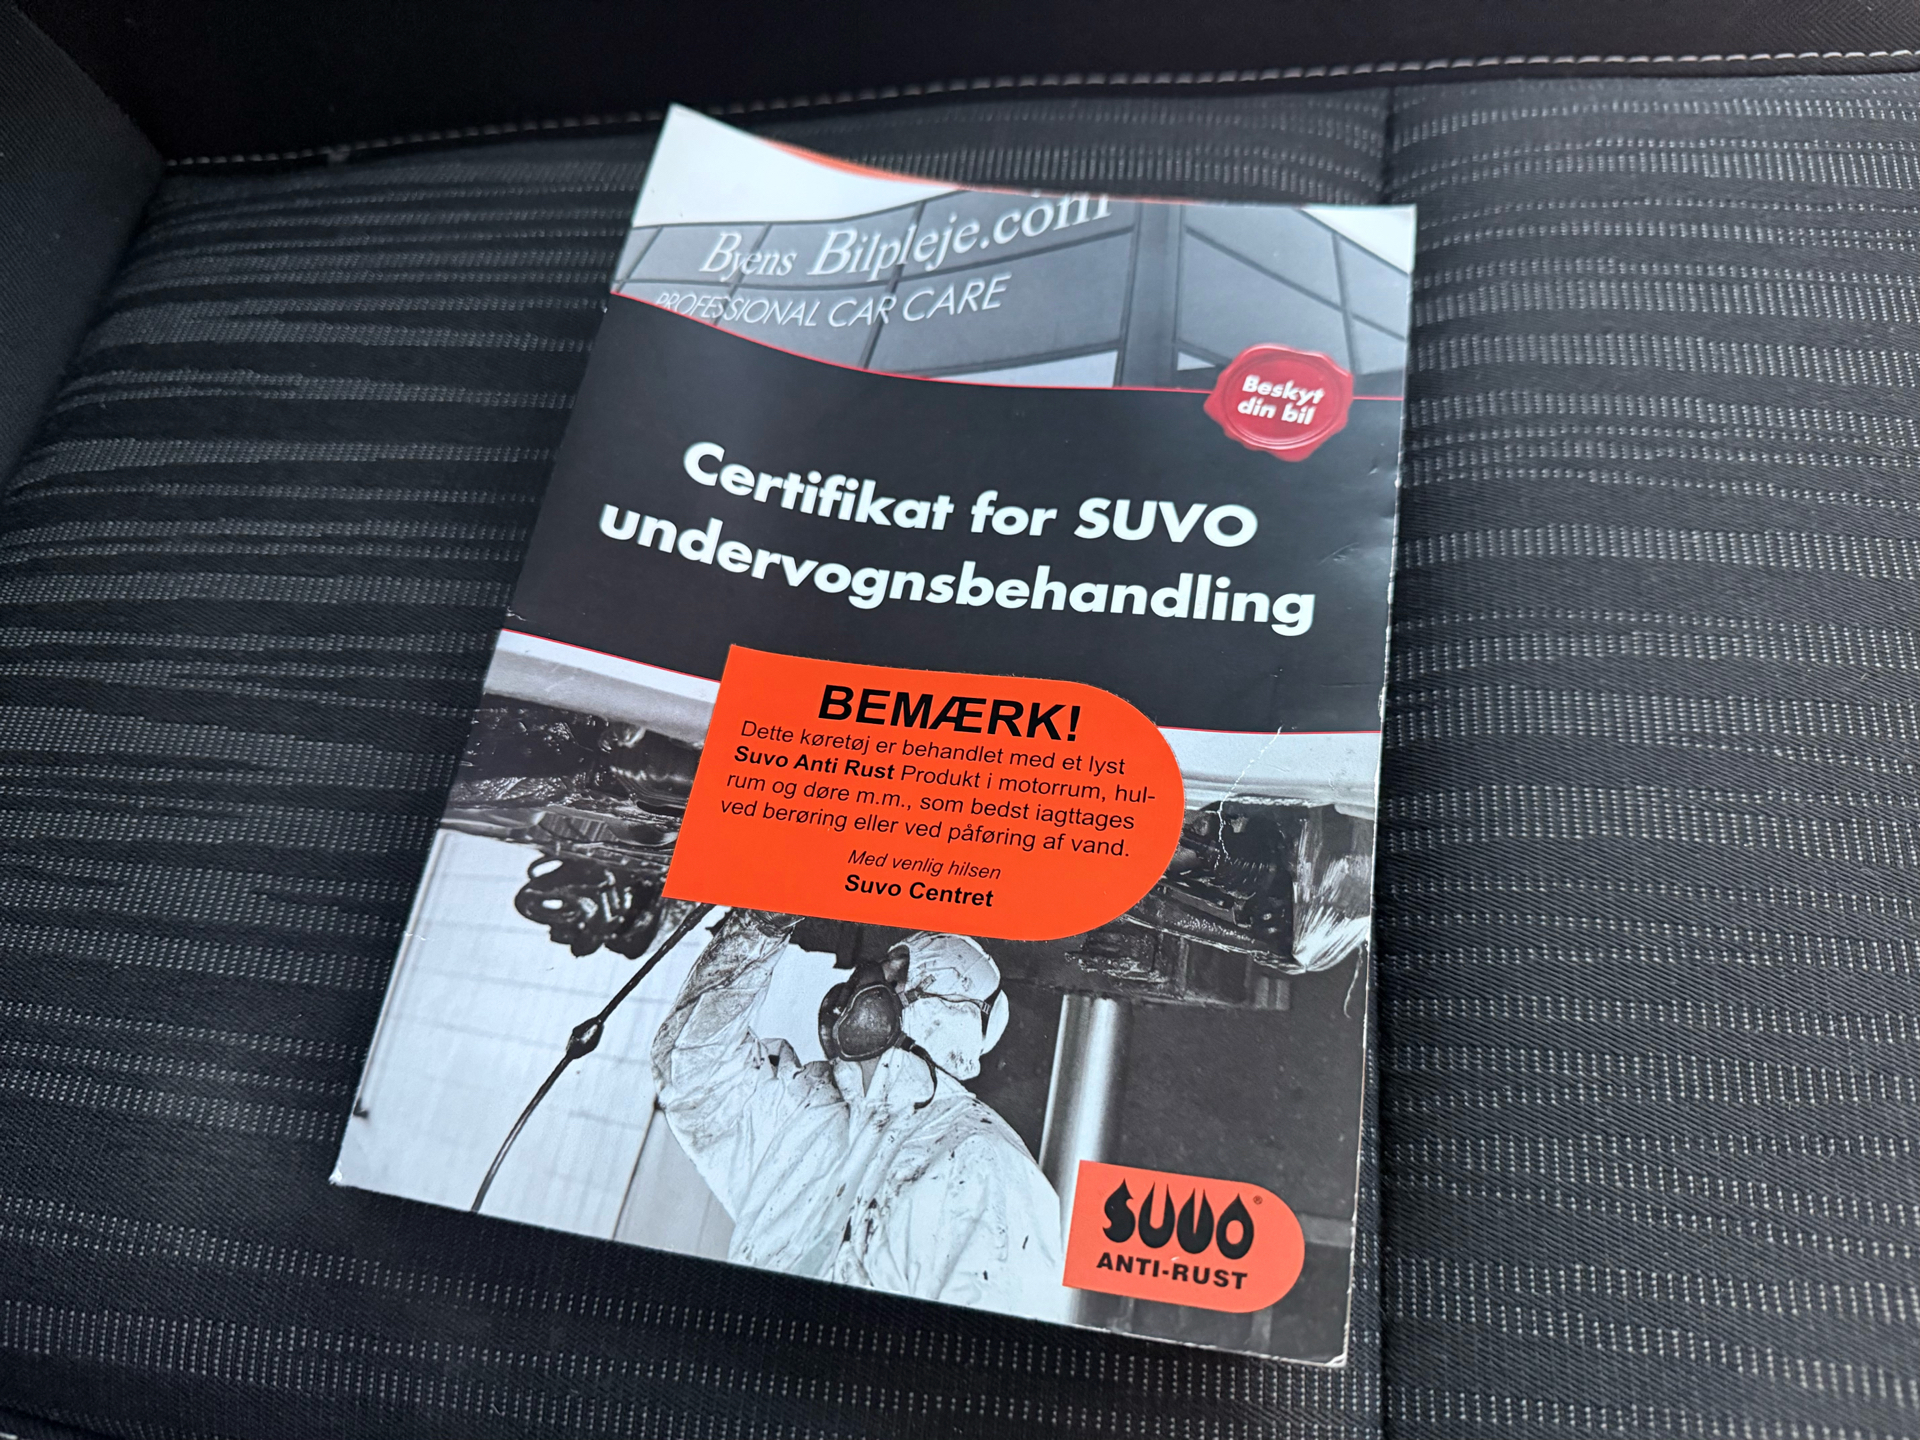 Byens Bilpleje.com
PROFESSIONAL CAR CARE
Beskyt
din bil
Certifikat for SUVO
undervognsbehandling
BEMÆRK!
Dette køretøj er behandlet med et lyst
Suvo Anti Rust Produkt i motorrum, hul-
rum og døre m.m., som bedst iagttages
ved berøring eller ved påføring af vand.
Med venlig hilsen
Suvo Centret
SUVO®
ANTI-RUST